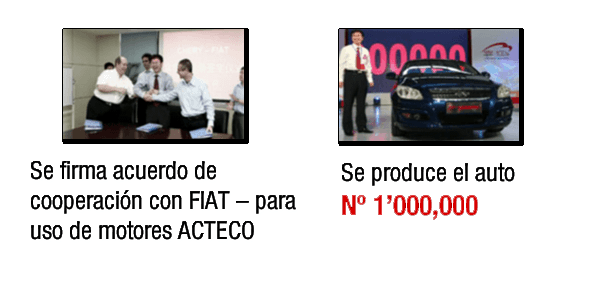 Se firma acuerdo de
cooperación con FIAT – para
uso de motores ACTECO
00000
Se produce el auto
Nº 1’000,000